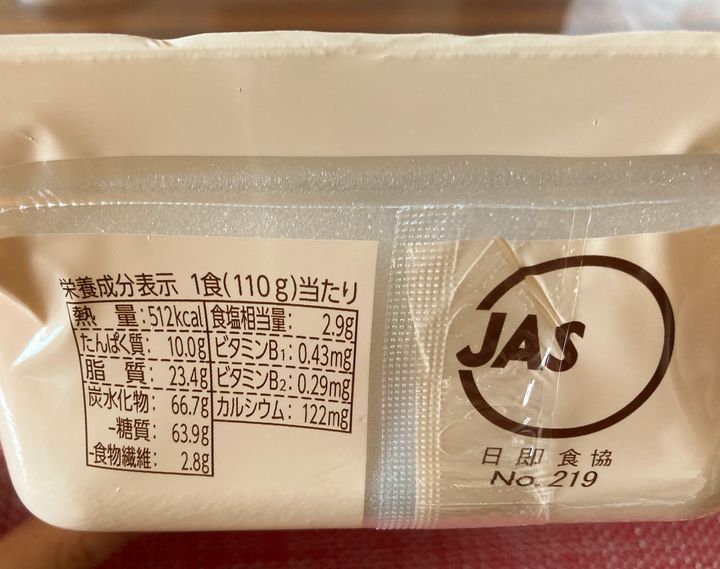 栄養成分表示 1食(110g)当たり
熱量:512kcal
たんぱく質: 10.0g
脂質: 23.4g
炭水化物: 66.7g
-糖質: 63.9g
-食物繊維: 2.8g
食塩相当量: 2.9g
ビタミンB1: 0.43mg
ビタミンB2: 0.29mg
カルシウム: 122mg
JAS
日即食協
No. 219